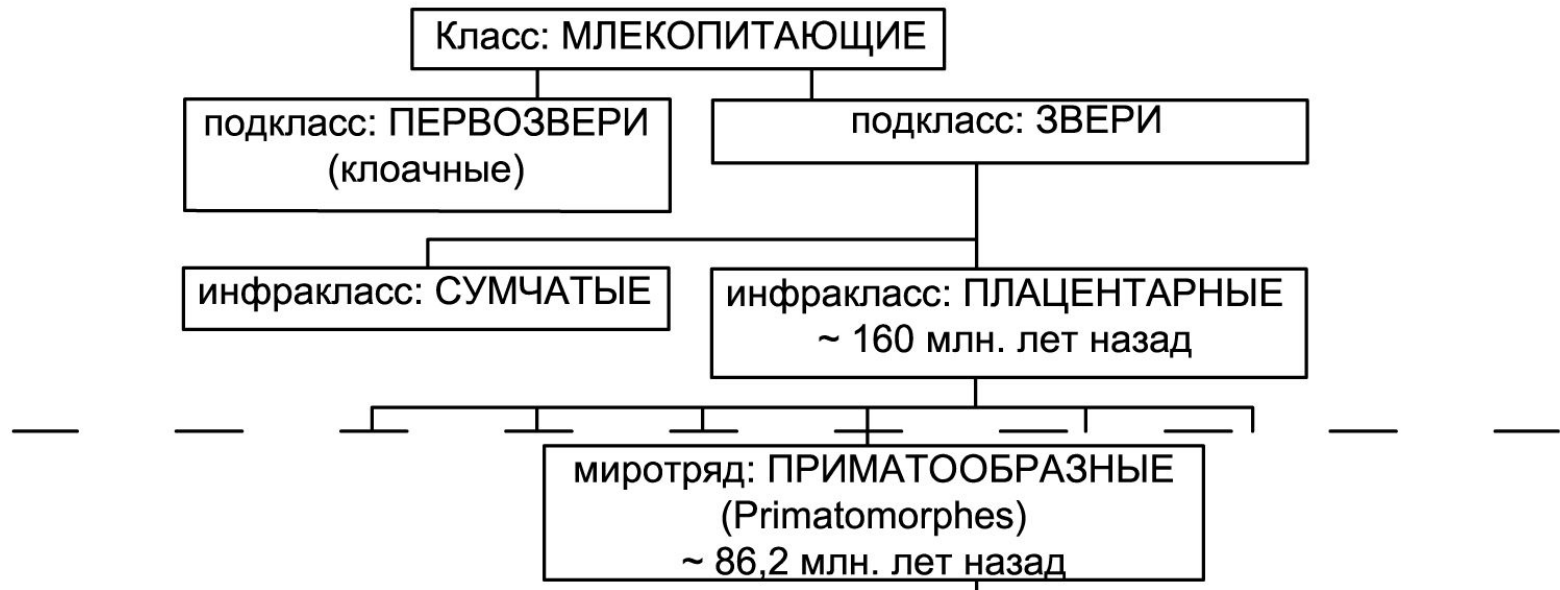 Класс: МЛЕКОПИТАЮЩИЕ
подкласс: ПЕРВОЗВЕРИ
(клоачные)
подкласс: ЗВЕРИ
инфракласс: СУМЧАТЫЕ
инфракласс: ПЛАЦЕНТАРНЫЕ
~ 160 млн. лет назад
миротряд: ПРИМАТООБРАЗНЫЕ
(Primatomorphes)
~ 86,2 млн. лет назад